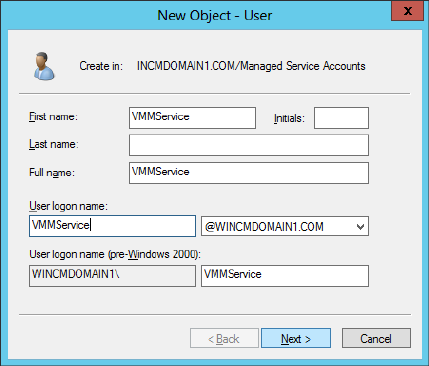 New Object - User
x
Create in: INCMDOMAIN1.COM/Managed Service Accounts
First name: VMMService Initials:
Last name:
Full name: VMMService
User logon name:
VMMService @WINCMDOMAIN1.COM
User logon name (pre-Windows 2000):
WINCMDOMAIN1\ VMMService
< Back Next > Cancel